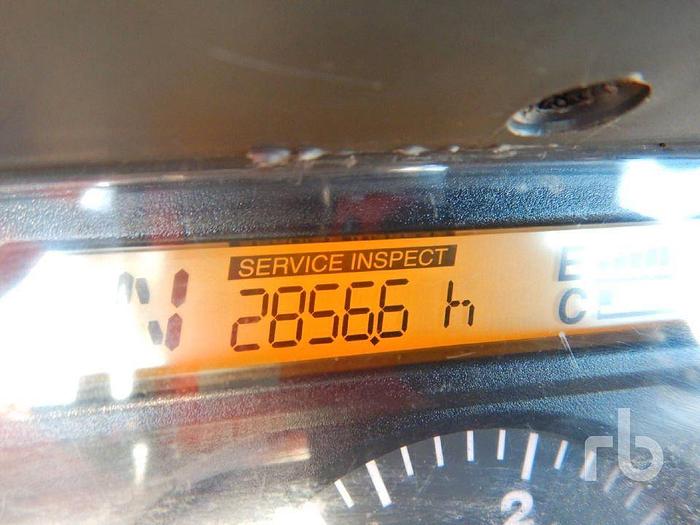 SERVICE INSPECT
N 2856.6 h E
C
2
rb